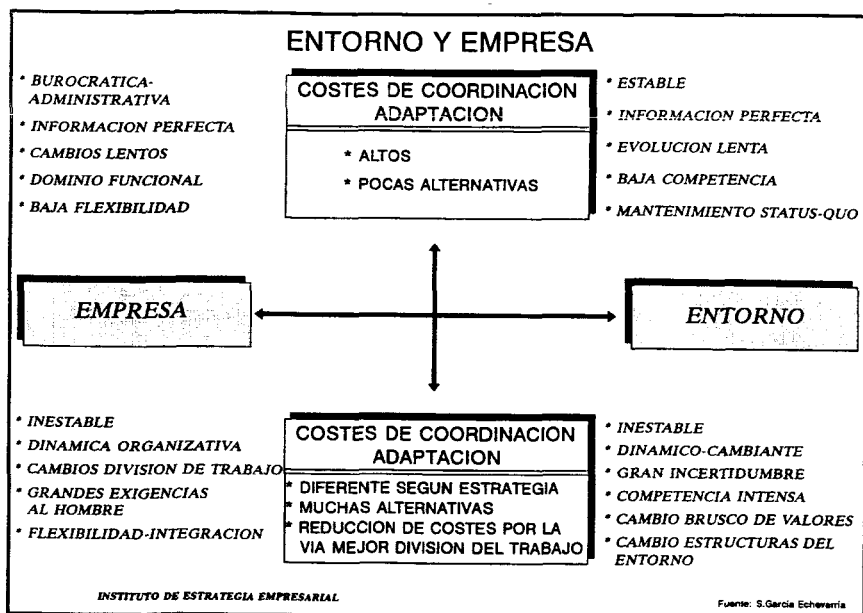 ENTORNO Y EMPRESA
* BUROCRATICA-
ADMINISTRATIVA
* INFORMACION PERFECTA
* CAMBIOS LENTOS
* DOMINIO FUNCIONAL
* BAJA FLEXIBILIDAD
COSTES DE COORDINACION
ADAPTACION
* ALTOS
* POCAS ALTERNATIVAS
* ESTABLE
* INFORMACION PERFECTA
* EVOLUCION LENTA
* BAJA COMPETENCIA
* MANTENIMIENTO STATUS-QUO
EMPRESA
ENTORNO
* INESTABLE
* DINAMICA ORGANIZATIVA
* CAMBIOS DIVISION DE TRABAJO
* GRANDES EXIGENCIAS
AL HOMBRE
* FLEXIBILIDAD-INTEGRACION
COSTES DE COORDINACION
ADAPTACION
* DIFERENTE SEGUN ESTRATEGIA
* MUCHAS ALTERNATIVAS
* REDUCCION DE COSTES POR LA
VIA MEJOR DIVISION DEL TRABAJO
* INESTABLE
* DINAMICO-CAMBIANTE
* GRAN INCERTIDUMBRE
* COMPETENCIA INTENSA
* CAMBIO BRUSCO DE VALORES
* CAMBIO ESTRUCTURAS DEL
ENTORNO
INSTITUTO DE ESTRATEGIA EMPRESARIAL
Fuente: S.García Echevarría